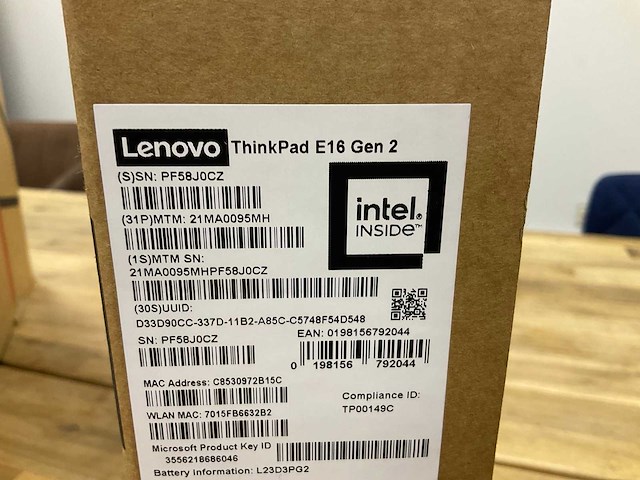 Lenovo ThinkPad E16 Gen 2
(S)SN: PF58J0CZ
(31P)MTM: 21MA0095MH
intel.
INSIDE™
(1S)MTM SN:
21MA0095MHPF58J0CZ
(30S)UUID:
D33D90CC-337D-11B2-A85C-C5748F54D548
SN: PF58J0CZ
EAN: 0198156792044
0 198156 792044
MAC Address: C8530972B15C
Compliance ID:
TP00149C
WLAN MAC: 7015FB6632B2
Microsoft Product Key ID
3556218686046
Battery Information: L23D3PG2